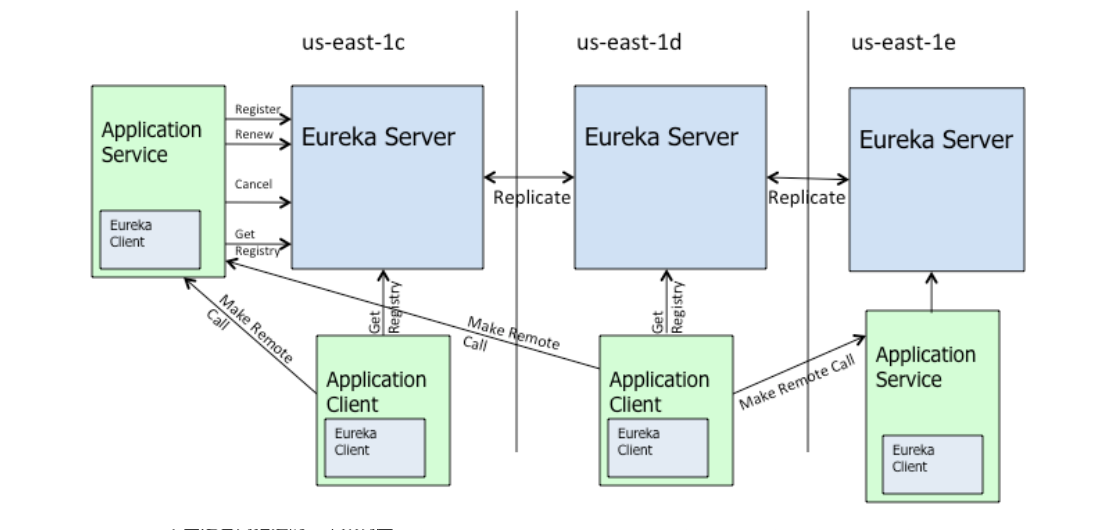 us-east-1c
us-east-1d
us-east-1e
Application
Service
Eureka
Client
Register
Renew
Cancel
Get
Registry
Eureka Server
Replicate
Eureka Server
Replicate
Eureka Server
Make Remote
Call
Get
Registry
Make Remote
Call
Get
Registry
Make Remote Call
Application
Client
Eureka
Client
Application
Client
Eureka
Client
Application
Service
Eureka
Client